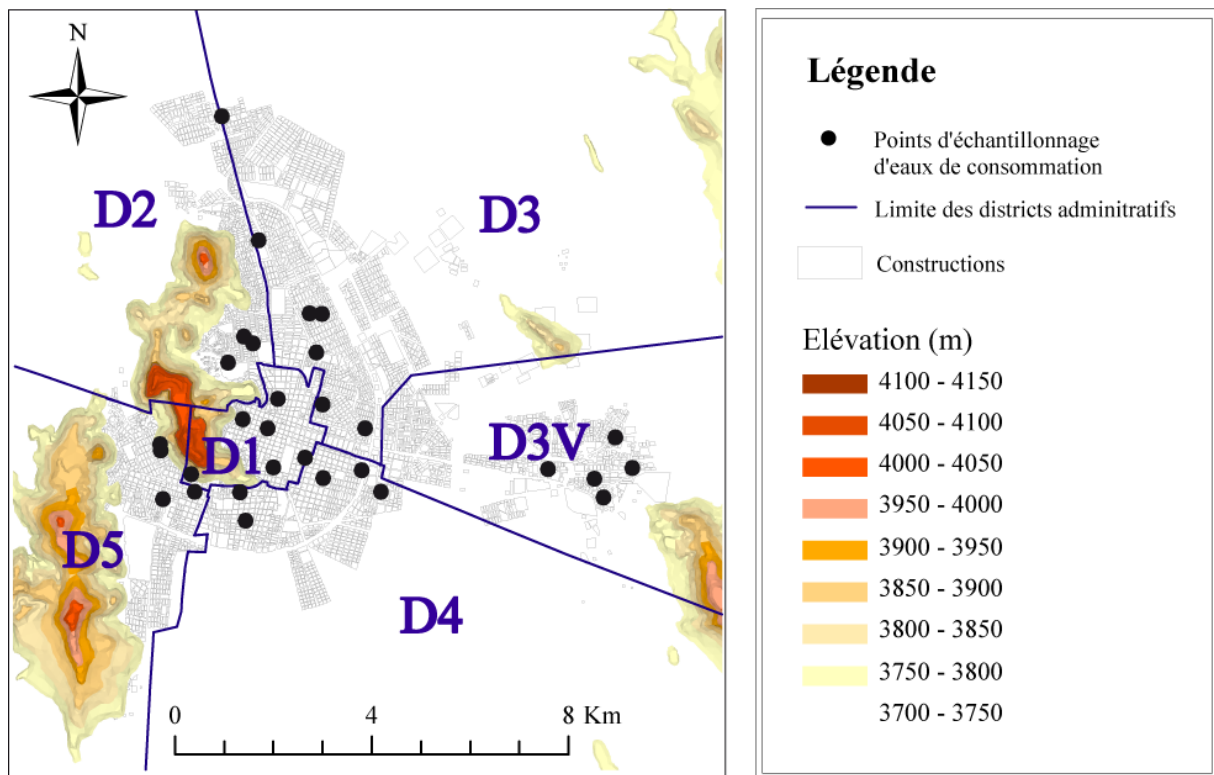 N
D2
D3
D1
D3V
D5
D4
0 4 8 Km
Légende
Points d'échantillonnage
d'eaux de consommation
Limite des districts adminitratifs
Constructions
Elévation (m)
4100 - 4150
4050 - 4100
4000 - 4050
3950 - 4000
3900 - 3950
3850 - 3900
3800 - 3850
3750 - 3800
3700 - 3750